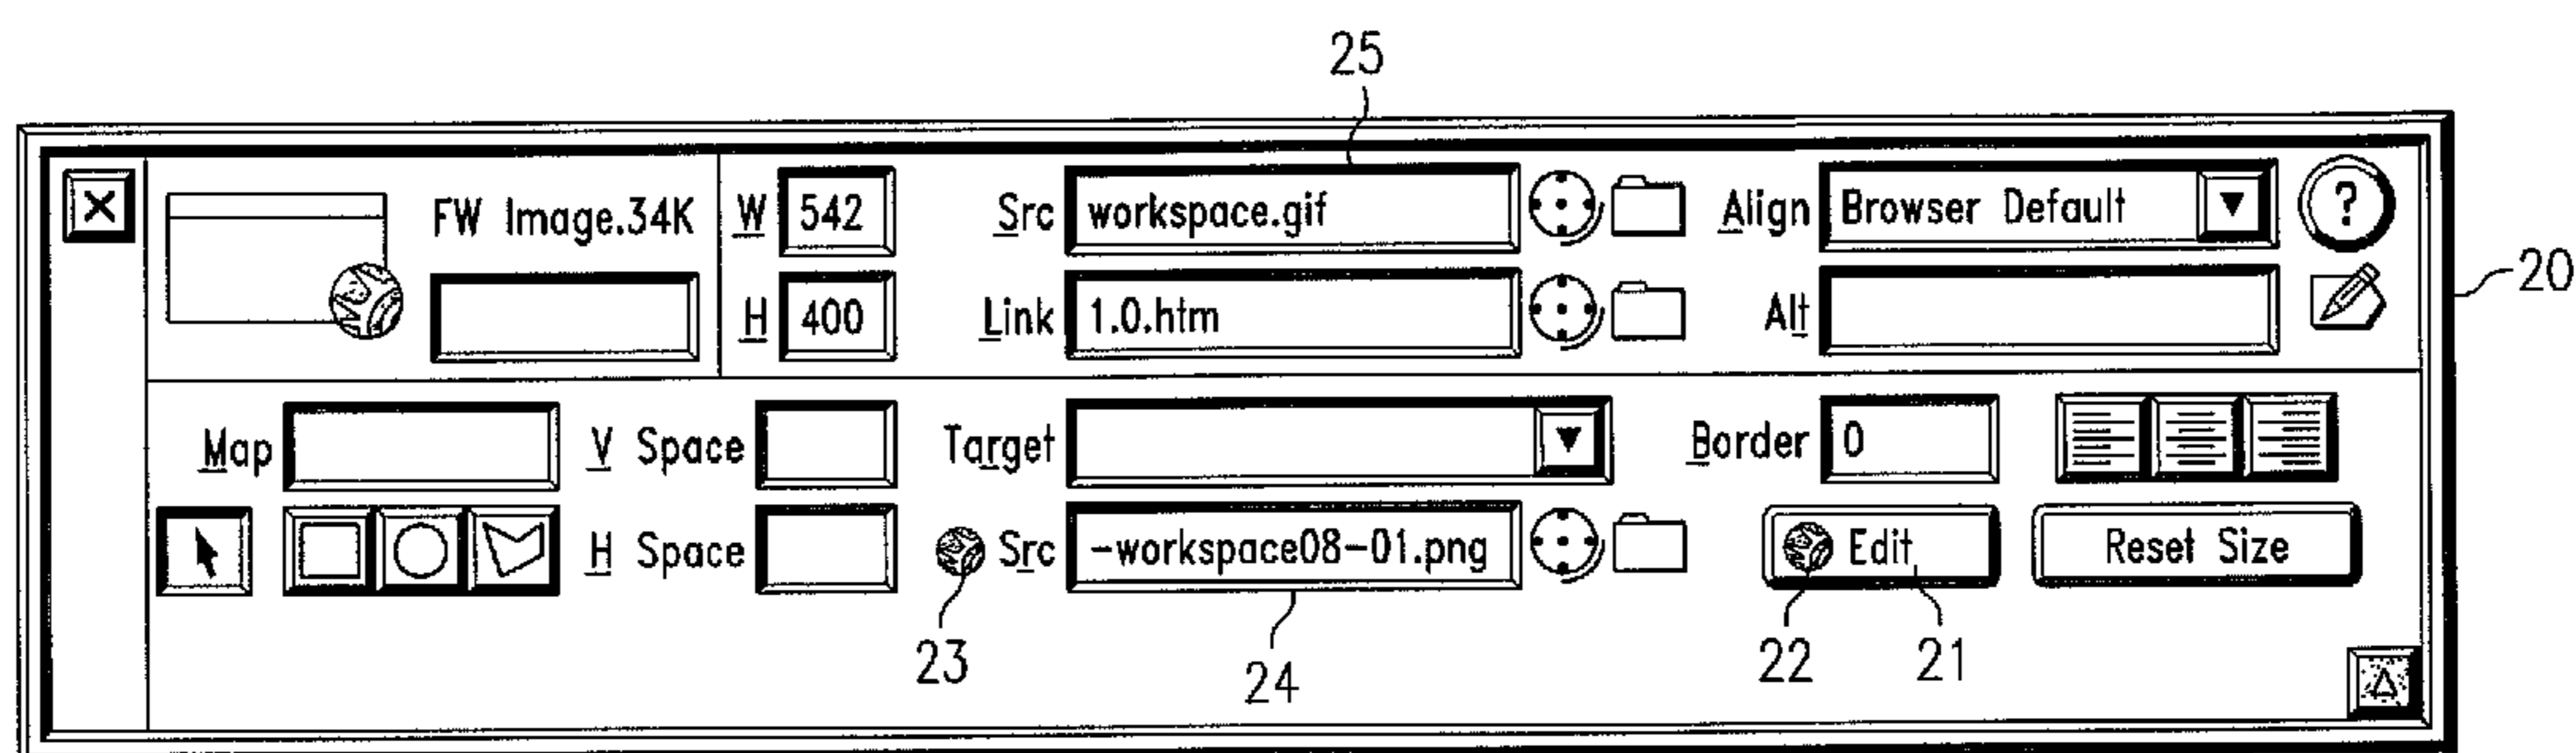 25
FW Image.34K W 542 Src workspace.gif Align Browser Default ?
20
H 400 Link 1.0.htm Alt
Map V Space Target Border 0
H Space Src -workspace08-01.png Edit Reset Size
23 24 22 21